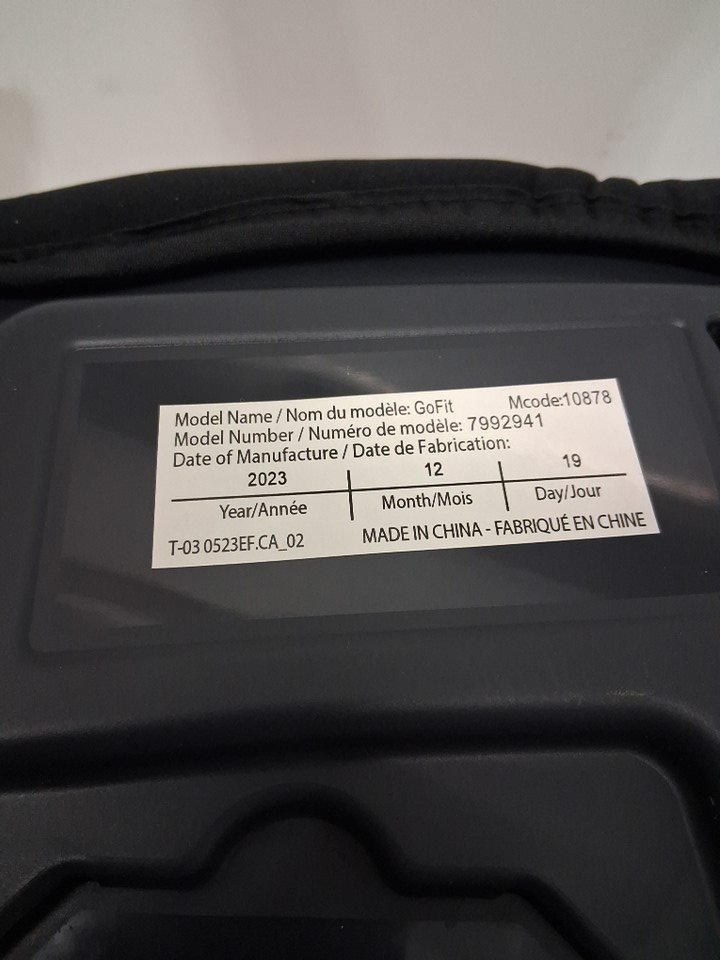 Model Name / Nom du modèle: GoFit Mcode:10878
Model Number / Numéro de modèle: 7992941
Date of Manufacture / Date de Fabrication:
2023 12 19
Year/Année Month/Mois Day/Jour
T-03 0523EF.CA_02 MADE IN CHINA - FABRIQUÉ EN CHINE